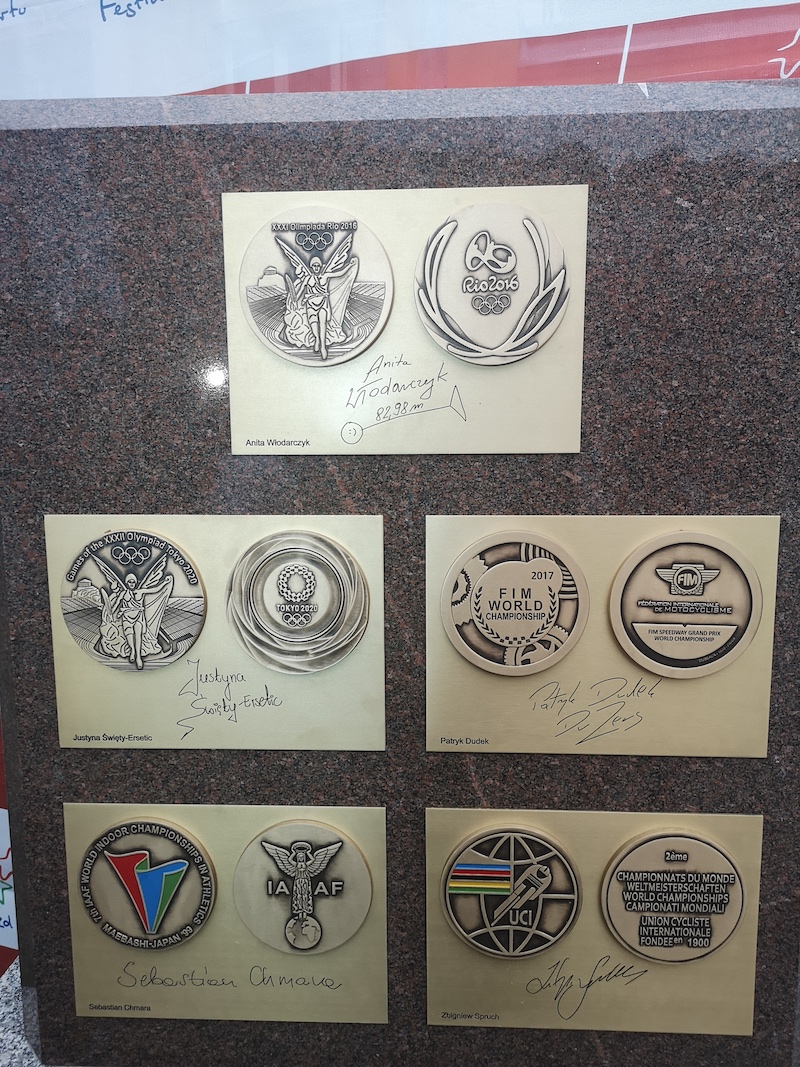 Festiw
XXXI Olimpiada Rio 2016
Rio2016
Anita
Włodarczyk
82,98m
:)
Anita Włodarczyk
Games of the XXXII Olympiad Tokyo 2020
TOKYO 2020
Justyna
Święty-Ersetic
Justyna Święty-Ersetic
2017
FIM
WORLD
CHAMPIONSHIP
FIM
FÉDÉRATION INTERNATIONALE
DE MOTOCYCLISME
FIM SPEEDWAY GRAND PRIX
WORLD CHAMPIONSHIP
Patryk Dudek
Patryk Dudek
7th IAAF WORLD INDOOR CHAMPIONSHIPS IN ATHLETICS
MAEBASHI-JAPAN '99
IAAF
Sebastian Chmara
Sebastian Chmara
UCI
2ème
CHAMPIONNATS DU MONDE
WELTMEISTERSCHAFTEN
WORLD CHAMPIONSHIPS
CAMPIONATI MONDIALI
UNION CYCLISTE
INTERNATIONALE
FONDEE en 1900
Zbigniew Spruch